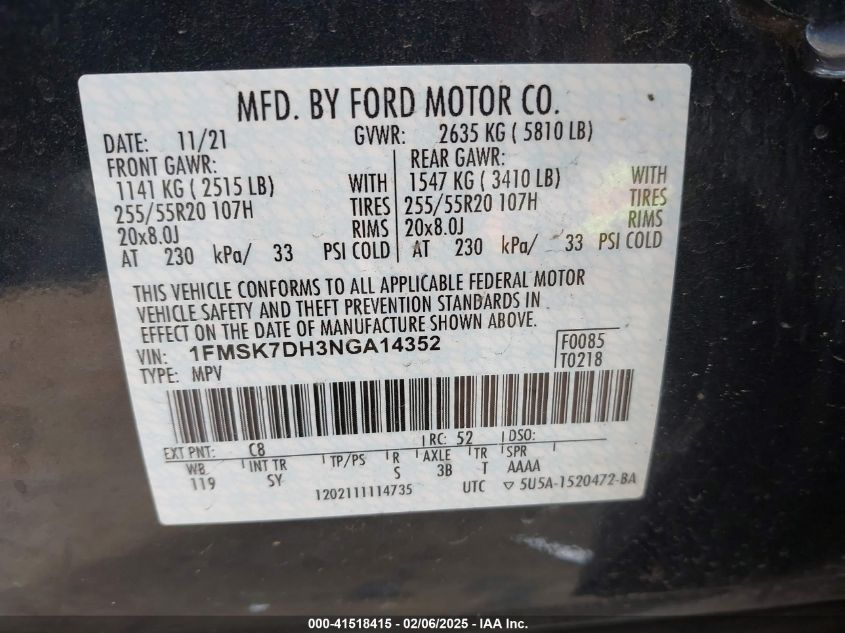 MFD. BY FORD MOTOR CO.
DATE: 11/21 GVWR: 2635 KG ( 5810 LB)
FRONT GAWR: REAR GAWR:
1141 KG ( 2515 LB) WITH 1547 KG ( 3410 LB) WITH
255/55R20 107H TIRES 255/55R20 107H TIRES
20x8.0J RIMS 20x8.0J RIMS
AT 230 kPa/ 33 PSI COLD AT 230 kPa/ 33 PSI COLD
THIS VEHICLE CONFORMS TO ALL APPLICABLE FEDERAL MOTOR
VEHICLE SAFETY AND THEFT PREVENTION STANDARDS IN
EFFECT ON THE DATE OF MANUFACTURE SHOWN ABOVE.
VIN: 1FMSK7DH3NGA14352 F0085
TYPE: MPV T0218
EXT PNT: C8 RC: 52 DSO:
WB INT TR TP/PS R AXLE TR SPR
119 SY S 3B T AAAA
1202111114735 UTC ▽ 5U5A-1520472-BA
000-41518415 - 02/06/2025 - © IAA Holdings, LLC.